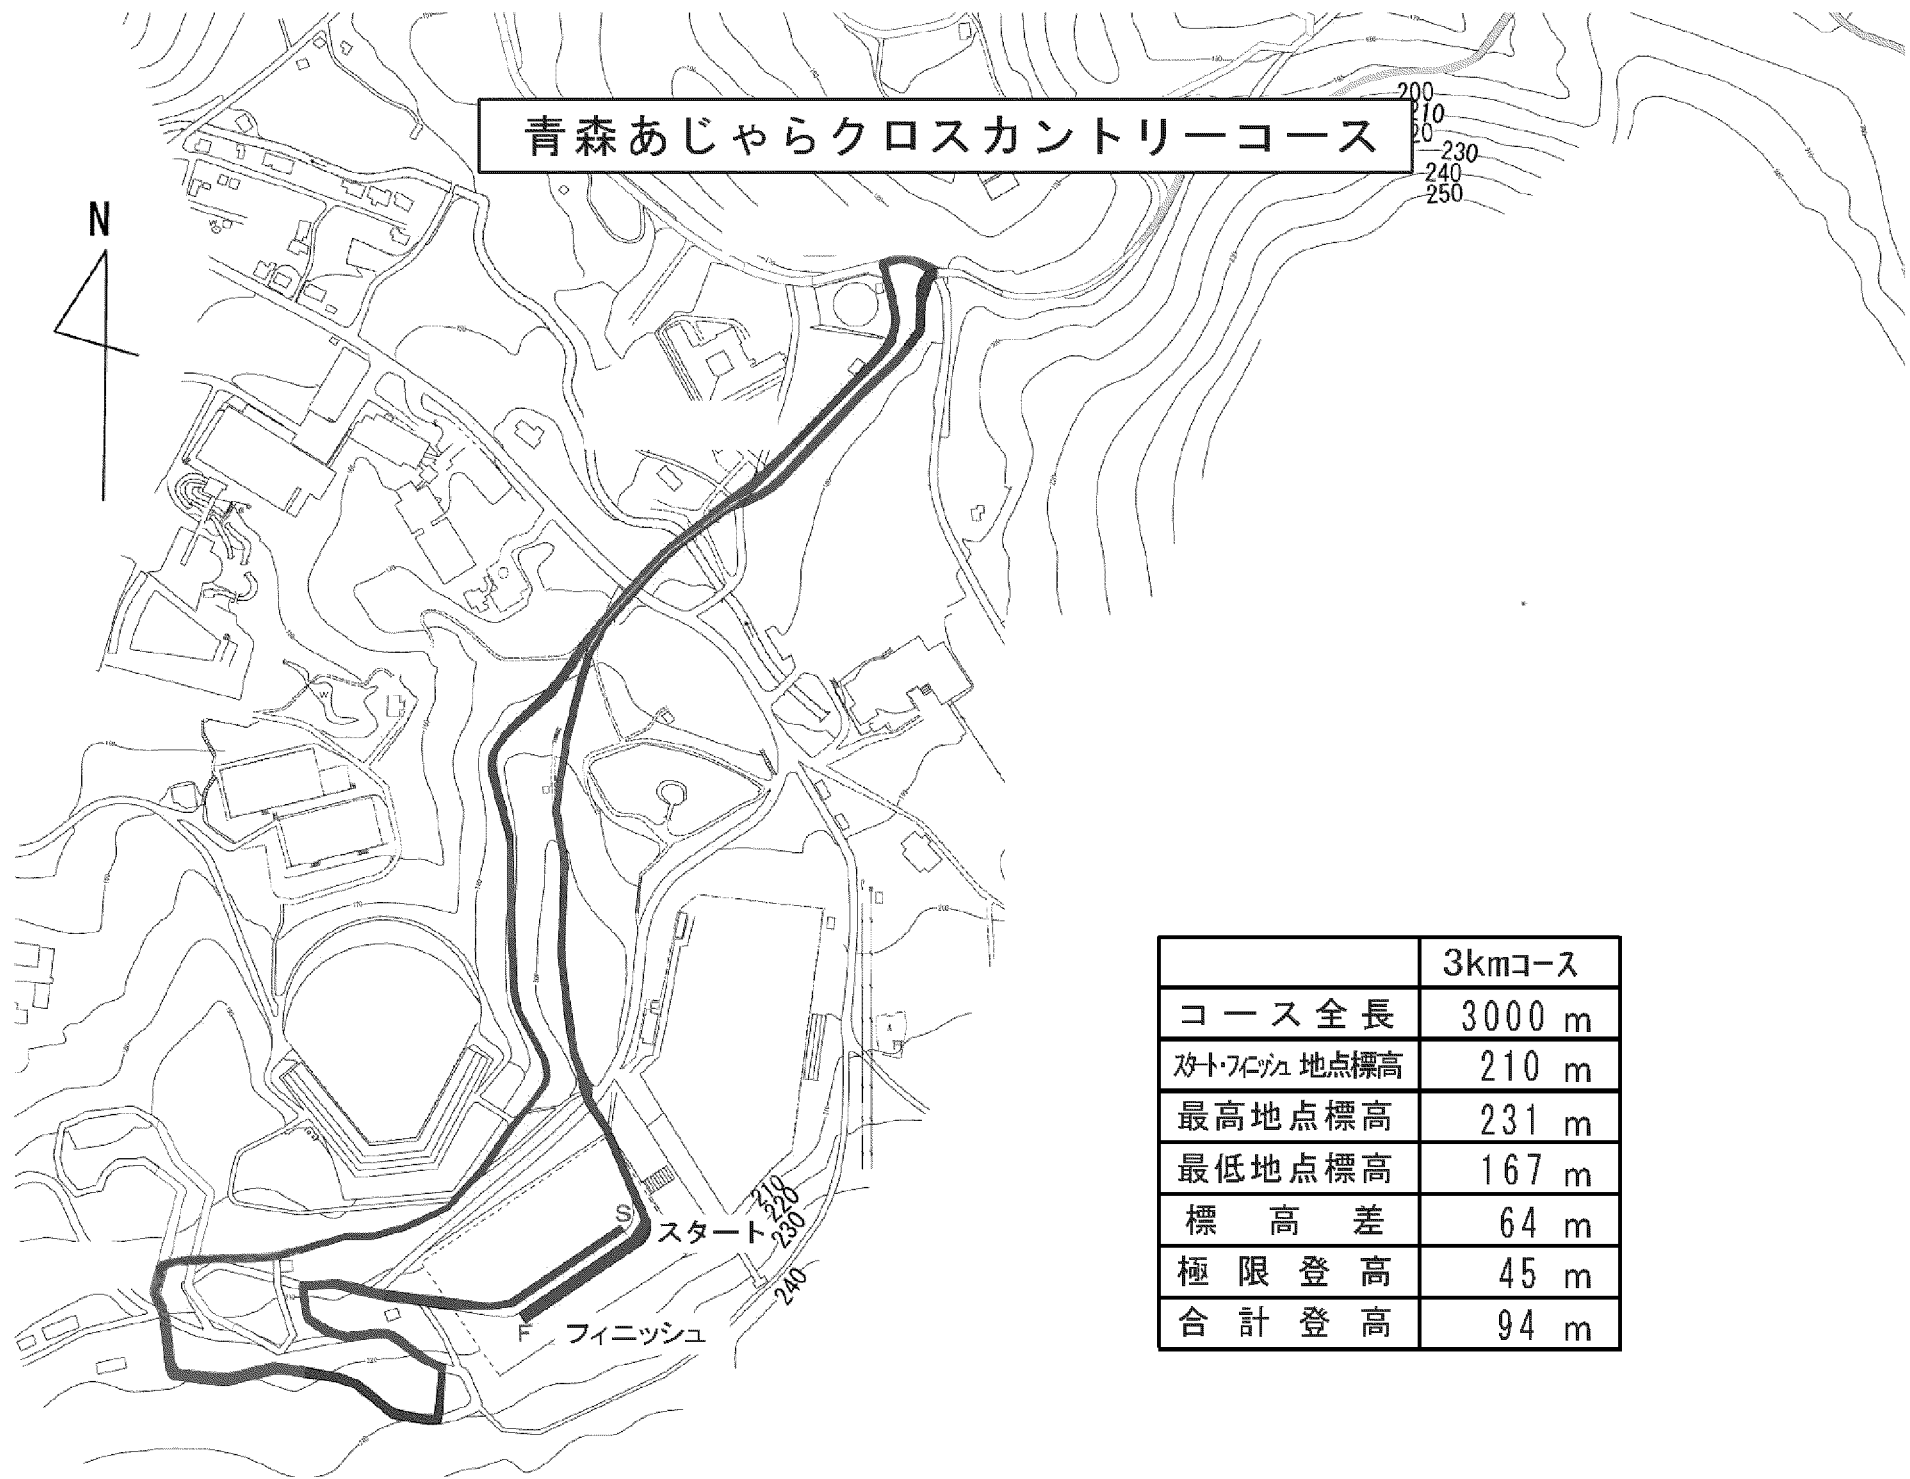 青森あじゃらクロスカントリーコース
200
210
20
230
240
250
N
210
220
230
240
S
スタート
F
フィニッシュ
3kmコース
コース全長 3000 m
スタート・フィニッシュ 地点標高 210 m
最高地点標高 231 m
最低地点標高 167 m
標高差 64 m
極限登高 45 m
合計登高 94 m